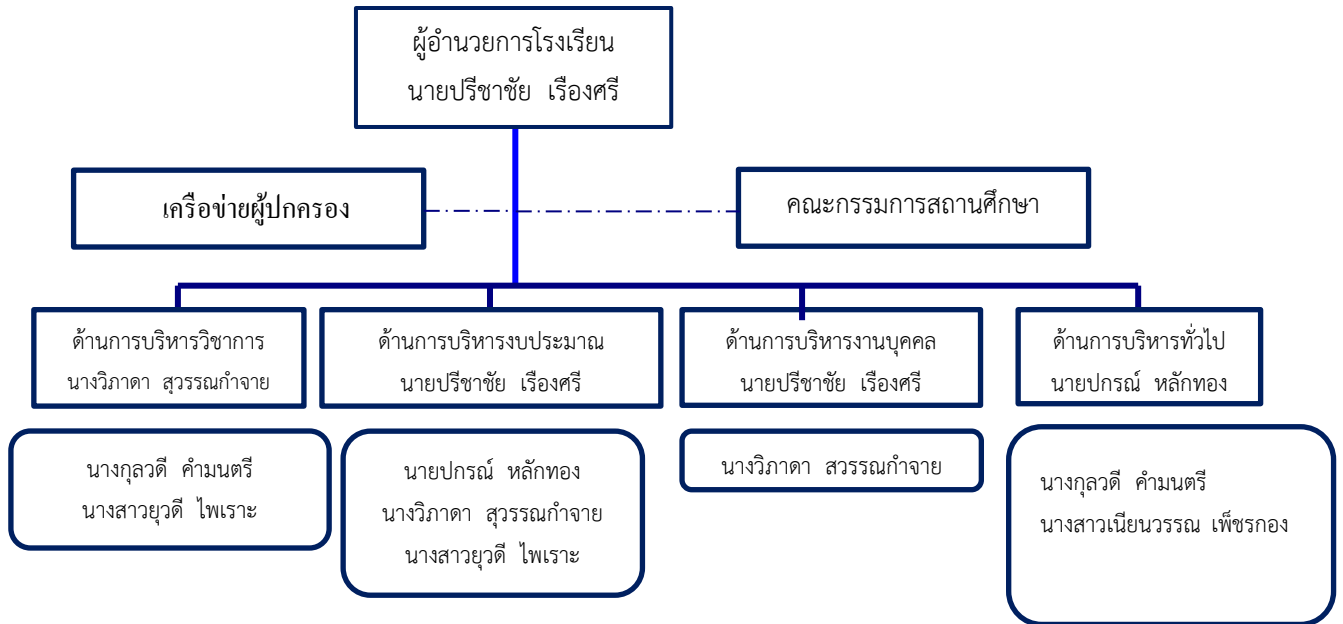 ผู้อำนวยการโรงเรียน
นายปรีชาชัย เรืองศรี
เครือข่ายผู้ปกครอง
คณะกรรมการสถานศึกษา
ด้านการบริหารวิชาการ
นางวิภาดา สุวรรณกำจาย
ด้านการบริหารงบประมาณ
นายปรีชาชัย เรืองศรี
ด้านการบริหารงานบุคคล
นายปรีชาชัย เรืองศรี
ด้านการบริหารทั่วไป
นายปกรณ์ หลักทอง
นางกุลวดี คำมนตรี
นางสาวยุวดี ไพเราะ
นายปกรณ์ หลักทอง
นางวิภาดา สุวรรณกำจาย
นางสาวยุวดี ไพเราะ
นางวิภาดา สวรรณกำจาย
นางกุลวดี คำมนตรี
นางสาวเนียนวรรณ เพ็ชรกอง